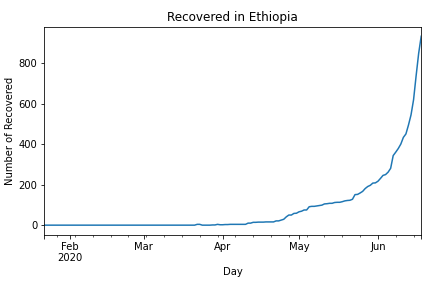 Recovered in Ethiopia
Number of Recovered
800
600
400
200
0
Feb
2020
Mar
Apr
May
Jun
Day